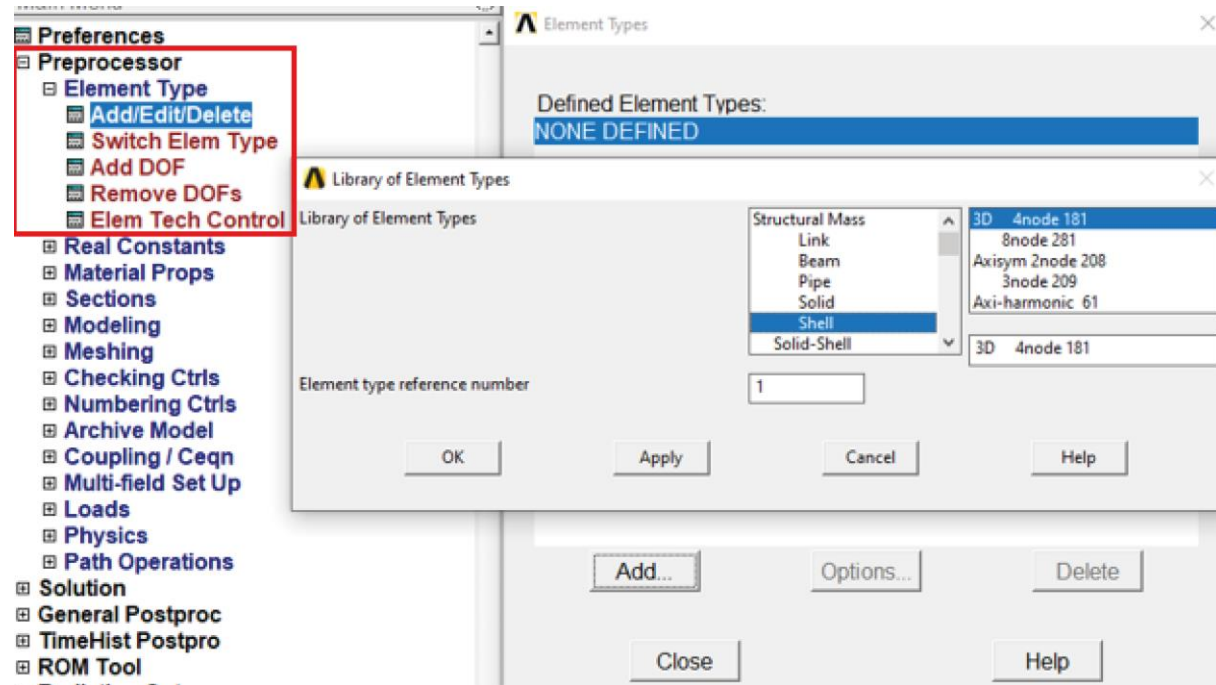 Main Menu
Preferences
Preprocessor
Element Type
Add/Edit/Delete
Switch Elem Type
Add DOF
Remove DOFs
Elem Tech Control
Real Constants
Material Props
Sections
Modeling
Meshing
Checking Ctrls
Numbering Ctrls
Archive Model
Coupling / Ceqn
Multi-field Set Up
Loads
Physics
Path Operations
Solution
General Postproc
TimeHist Postpro
ROM Tool
Element Types
Defined Element Types:
NONE DEFINED
Library of Element Types
Library of Element Types
Structural Mass
Link
Beam
Pipe
Solid
Shell
Solid-Shell
3D 4node 181
8node 281
Axisym 2node 208
3node 209
Axi-harmonic 61
3D 4node 181
Element type reference number
1
OK
Apply
Cancel
Help
Add...
Options...
Delete
Close
Help